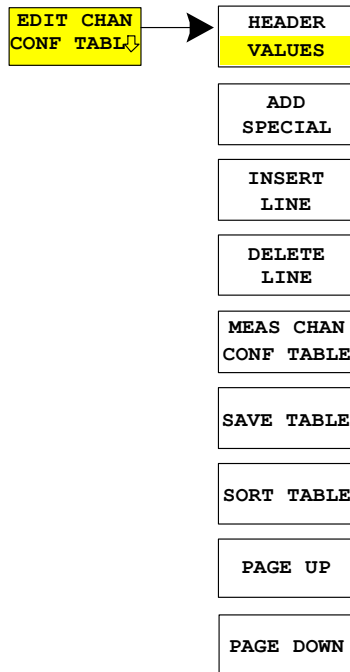 EDIT CHAN
CONF TABL
HEADER
VALUES
ADD
SPECIAL
INSERT
LINE
DELETE
LINE
MEAS CHAN
CONF TABLE
SAVE TABLE
SORT TABLE
PAGE UP
PAGE DOWN